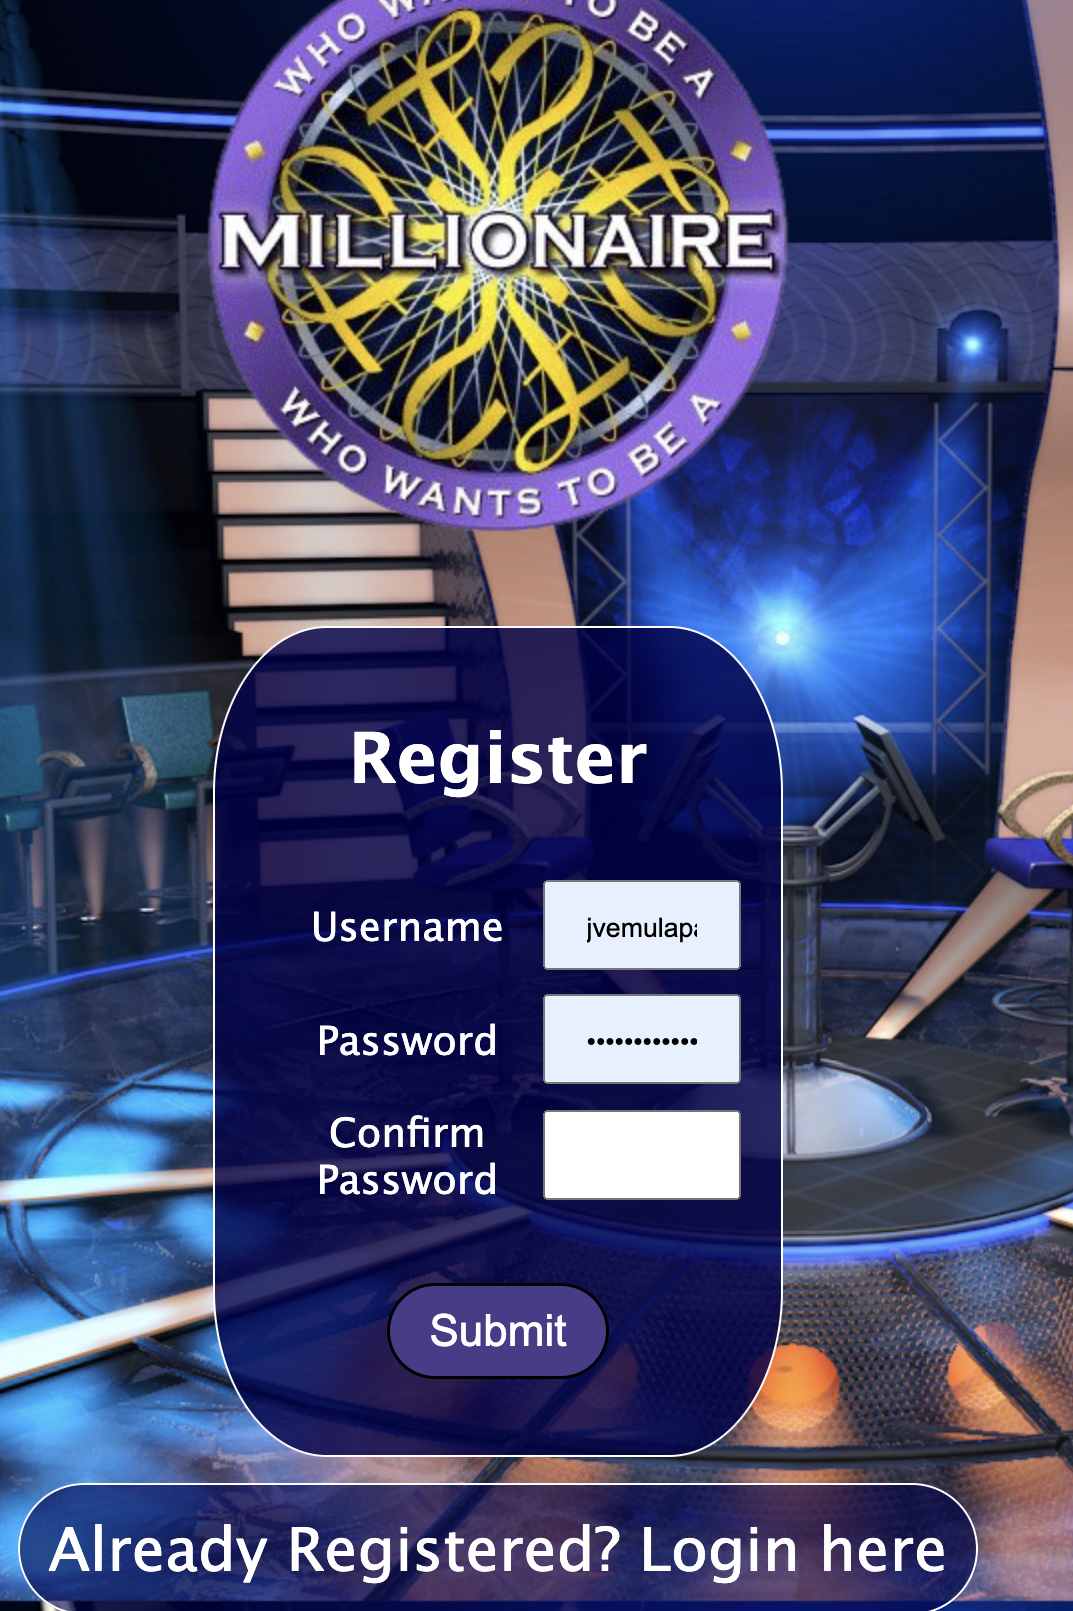 WHO WANTS TO BE A
MILLIONAIRE
WHO WANTS TO BE A
Register
Username
jvemulapa
Password
••••••••••••
Confirm
Password
Submit
Already Registered? Login here